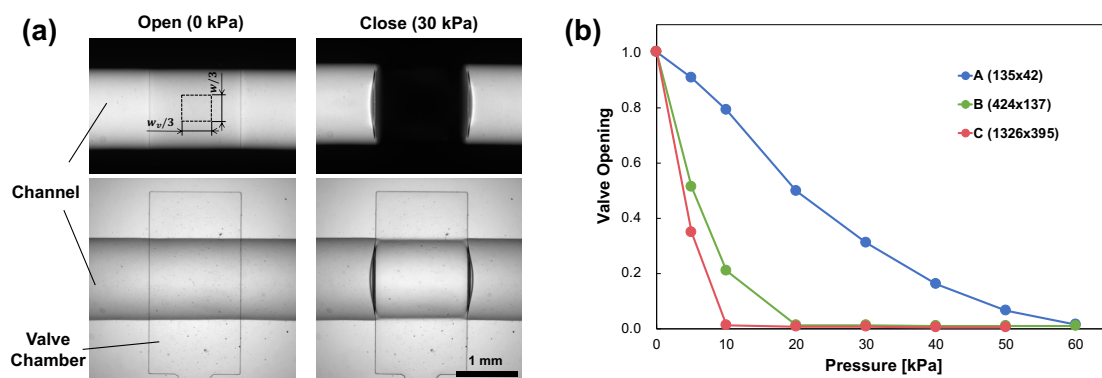 (a)
Open (0 kPa)
Close (30 kPa)
w/3
wᵥ/3
Channel
Valve
Chamber
1 mm
(b)
Valve Opening
1.0
0.8
0.6
0.4
0.2
0.0
0
10
20
30
40
50
60
Pressure [kPa]
A (135x42)
B (424x137)
C (1326x395)